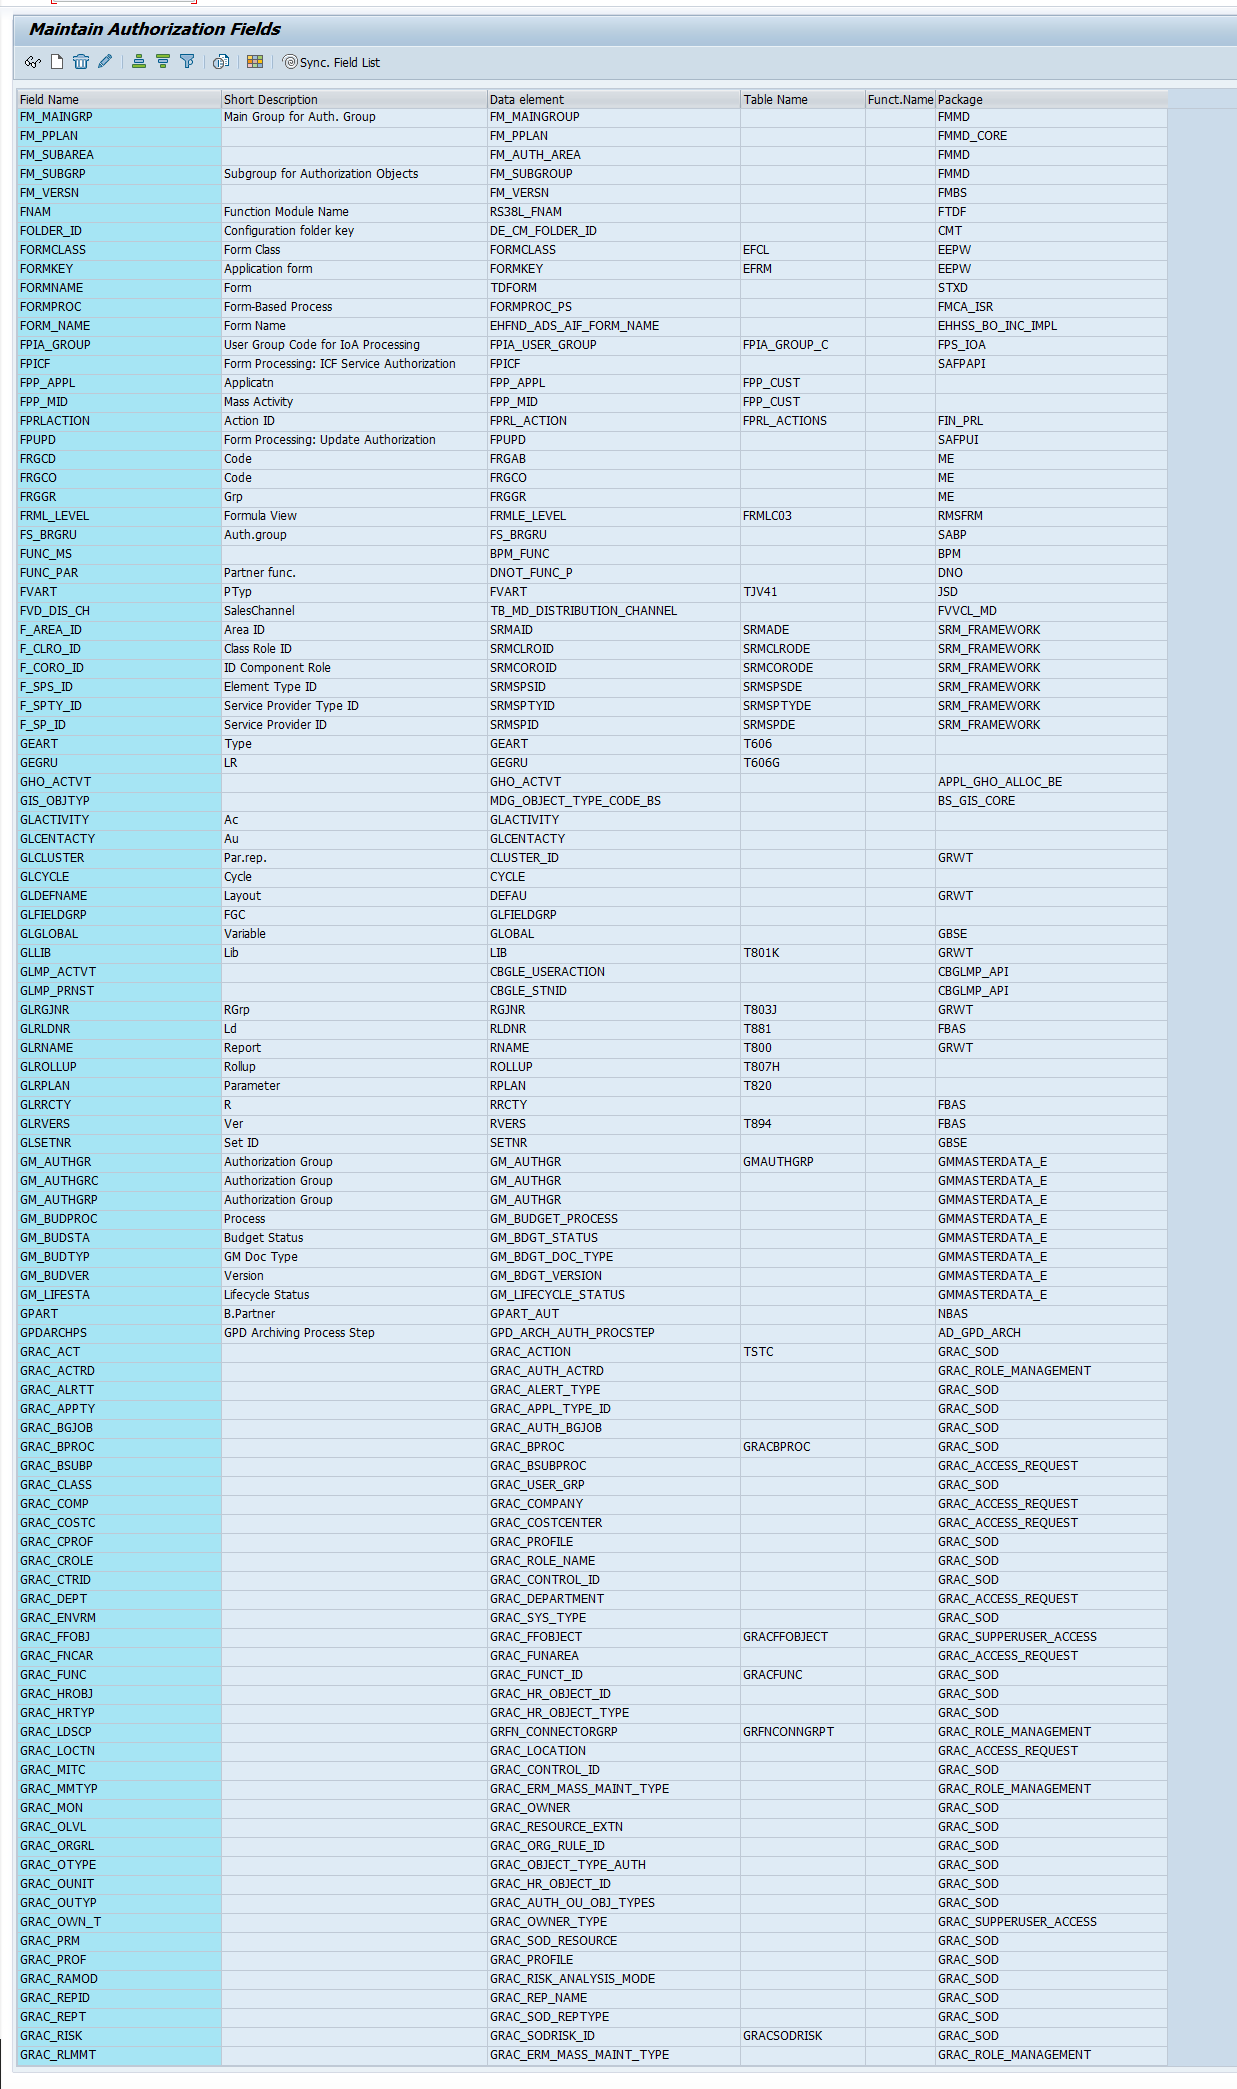 Maintain Authorization Fields
Sync. Field List
Field Name Short Description Data element Table Name Funct.Name Package
FM_MAINGRP Main Group for Auth. Group FM_MAINGROUP FMMD
FM_PPLAN FM_PPLAN FMMD_CORE
FM_SUBAREA FM_AUTH_AREA FMMD
FM_SUBGRP Subgroup for Authorization Objects FM_SUBGROUP FMMD
FM_VERSN FM_VERSN FMBS
FNAM Function Module Name RS38L_FNAM FTDF
FOLDER_ID Configuration folder key DE_CM_FOLDER_ID CMT
FORMCLASS Form Class FORMCLASS EFCL EEPW
FORMKEY Application form FORMKEY EFRM EEPW
FORMNAME Form TDFORM STXD
FORMPROC Form-Based Process FORMPROC_PS FMCA_ISR
FORM_NAME Form Name EHFND_ADS_AIF_FORM_NAME EHHSS_BO_INC_IMPL
FPIA_GROUP User Group Code for IoA Processing FPIA_USER_GROUP FPIA_GROUP_C FPS_IOA
FPICF Form Processing: ICF Service Authorization FPICF SAFPAPI
FPP_APPL Applicatn FPP_APPL FPP_CUST
FPP_MID Mass Activity FPP_MID FPP_CUST
FPRLACTION Action ID FPRL_ACTION FPRL_ACTIONS FIN_PRL
FPUPD Form Processing: Update Authorization FPUPD SAFPUI
FRGCD Code FRGAB ME
FRGCO Code FRGCO ME
FRGGR Grp FRGGR ME
FRML_LEVEL Formula View FRMLE_LEVEL FRMLC03 RMSFRM
FS_BRGRU Auth.group FS_BRGRU SABP
FUNC_MS BPM_FUNC BPM
FUNC_PAR Partner func. DNOT_FUNC_P DNO
FVART PTyp FVART TJV41 JSD
FVD_DIS_CH SalesChannel TB_MD_DISTRIBUTION_CHANNEL FVVCL_MD
F_AREA_ID Area ID SRMAID SRMADE SRM_FRAMEWORK
F_CLRO_ID Class Role ID SRMCLROID SRMCLRODE SRM_FRAMEWORK
F_CORO_ID ID Component Role SRMCOROID SRMCORODE SRM_FRAMEWORK
F_SPS_ID Element Type ID SRMSPSID SRMSPSDE SRM_FRAMEWORK
F_SPTY_ID Service Provider Type ID SRMSPTYID SRMSPTYDE SRM_FRAMEWORK
F_SP_ID Service Provider ID SRMSPID SRMSPDE SRM_FRAMEWORK
GEART Type GEART T606
GEGRU LR GEGRU T606G
GHO_ACTVT GHO_ACTVT APPL_GHO_ALLOC_BE
GIS_OBJTYP MDG_OBJECT_TYPE_CODE_BS BS_GIS_CORE
GLACTIVITY Ac GLACTIVITY
GLCENTACTY Au GLCENTACTY
GLCLUSTER Par.rep. CLUSTER_ID GRWT
GLCYCLE Cycle CYCLE
GLDEFNAME Layout DEFAU GRWT
GLFIELDGRP FGC GLFIELDGRP
GLGLOBAL Variable GLOBAL GBSE
GLLIB Lib LIB T801K GRWT
GLMP_ACTVT CBGLE_USERACTION CBGLMP_API
GLMP_PRNST CBGLE_STNID CBGLMP_API
GLRGJNR RGrp RGJNR T803J GRWT
GLRLDNR Ld RLDNR T881 FBAS
GLRNAME Report RNAME T800 GRWT
GLROLLUP Rollup ROLLUP T807H
GLRPLAN Parameter RPLAN T820
GLRRCTY R RRCTY FBAS
GLRVERS Ver RVERS T894 FBAS
GLSETNR Set ID SETNR GBSE
GM_AUTHGR Authorization Group GM_AUTHGR GMAUTHGRP GMMASTERDATA_E
GM_AUTHGRC Authorization Group GM_AUTHGR GMMASTERDATA_E
GM_AUTHGRP Authorization Group GM_AUTHGR GMMASTERDATA_E
GM_BUDPROC Process GM_BUDGET_PROCESS GMMASTERDATA_E
GM_BUDSTA Budget Status GM_BDGT_STATUS GMMASTERDATA_E
GM_BUDTYP GM Doc Type GM_BDGT_DOC_TYPE GMMASTERDATA_E
GM_BUDVER Version GM_BDGT_VERSION GMMASTERDATA_E
GM_LIFESTA Lifecycle Status GM_LIFECYCLE_STATUS GMMASTERDATA_E
GPART B.Partner GPART_AUT NBAS
GPDARCHPS GPD Archiving Process Step GPD_ARCH_AUTH_PROCSTEP AD_GPD_ARCH
GRAC_ACT GRAC_ACTION TSTC GRAC_SOD
GRAC_ACTRD GRAC_AUTH_ACTRD GRAC_ROLE_MANAGEMENT
GRAC_ALRTT GRAC_ALERT_TYPE GRAC_SOD
GRAC_APPTY GRAC_APPL_TYPE_ID GRAC_SOD
GRAC_BGJOB GRAC_AUTH_BGJOB GRAC_SOD
GRAC_BPROC GRAC_BPROC GRACBPROC GRAC_SOD
GRAC_BSUBP GRAC_BSUBPROC GRAC_ACCESS_REQUEST
GRAC_CLASS GRAC_USER_GRP GRAC_SOD
GRAC_COMP GRAC_COMPANY GRAC_ACCESS_REQUEST
GRAC_COSTC GRAC_COSTCENTER GRAC_ACCESS_REQUEST
GRAC_CPROF GRAC_PROFILE GRAC_SOD
GRAC_CROLE GRAC_ROLE_NAME GRAC_SOD
GRAC_CTRID GRAC_CONTROL_ID GRAC_SOD
GRAC_DEPT GRAC_DEPARTMENT GRAC_ACCESS_REQUEST
GRAC_ENVRM GRAC_SYS_TYPE GRAC_SOD
GRAC_FFOBJ GRAC_FFOBJECT GRACFFOBJECT GRAC_SUPPERUSER_ACCESS
GRAC_FNCAR GRAC_FUNAREA GRAC_ACCESS_REQUEST
GRAC_FUNC GRAC_FUNCT_ID GRACFUNC GRAC_SOD
GRAC_HROBJ GRAC_HR_OBJECT_ID GRAC_SOD
GRAC_HRTYP GRAC_HR_OBJECT_TYPE GRAC_SOD
GRAC_LDSCP GRFN_CONNECTORGRP GRFNCONNGRPT GRAC_ROLE_MANAGEMENT
GRAC_LOCTN GRAC_LOCATION GRAC_ACCESS_REQUEST
GRAC_MITC GRAC_CONTROL_ID GRAC_SOD
GRAC_MMTYP GRAC_ERM_MASS_MAINT_TYPE GRAC_ROLE_MANAGEMENT
GRAC_MON GRAC_OWNER GRAC_SOD
GRAC_OLVL GRAC_RESOURCE_EXTN GRAC_SOD
GRAC_ORGRL GRAC_ORG_RULE_ID GRAC_SOD
GRAC_OTYPE GRAC_OBJECT_TYPE_AUTH GRAC_SOD
GRAC_OUNIT GRAC_HR_OBJECT_ID GRAC_SOD
GRAC_OUTYP GRAC_AUTH_OU_OBJ_TYPES GRAC_SOD
GRAC_OWN_T GRAC_OWNER_TYPE GRAC_SUPPERUSER_ACCESS
GRAC_PRM GRAC_SOD_RESOURCE GRAC_SOD
GRAC_PROF GRAC_PROFILE GRAC_SOD
GRAC_RAMOD GRAC_RISK_ANALYSIS_MODE GRAC_SOD
GRAC_REPID GRAC_REP_NAME GRAC_SOD
GRAC_REPT GRAC_SOD_REPTYPE GRAC_SOD
GRAC_RISK GRAC_SODRISK_ID GRACSODRISK GRAC_SOD
GRAC_RLMMT GRAC_ERM_MASS_MAINT_TYPE GRAC_ROLE_MANAGEMENT